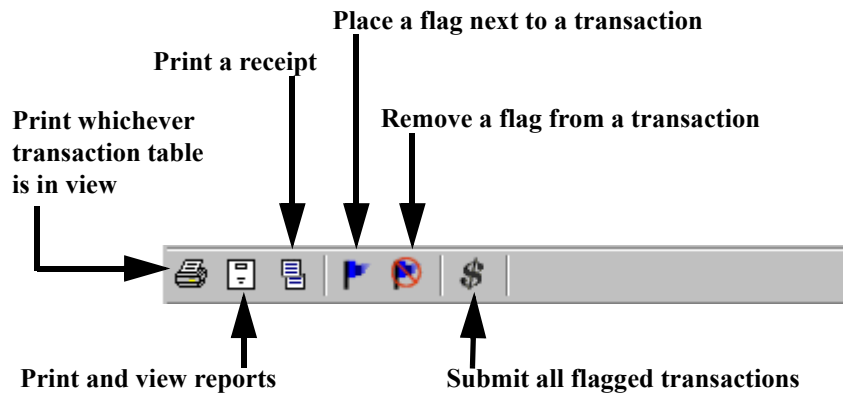 Place a flag next to a transaction
Print a receipt
Remove a flag from a transaction
Print whichever
transaction table
is in view
$
Print and view reports
Submit all flagged transactions